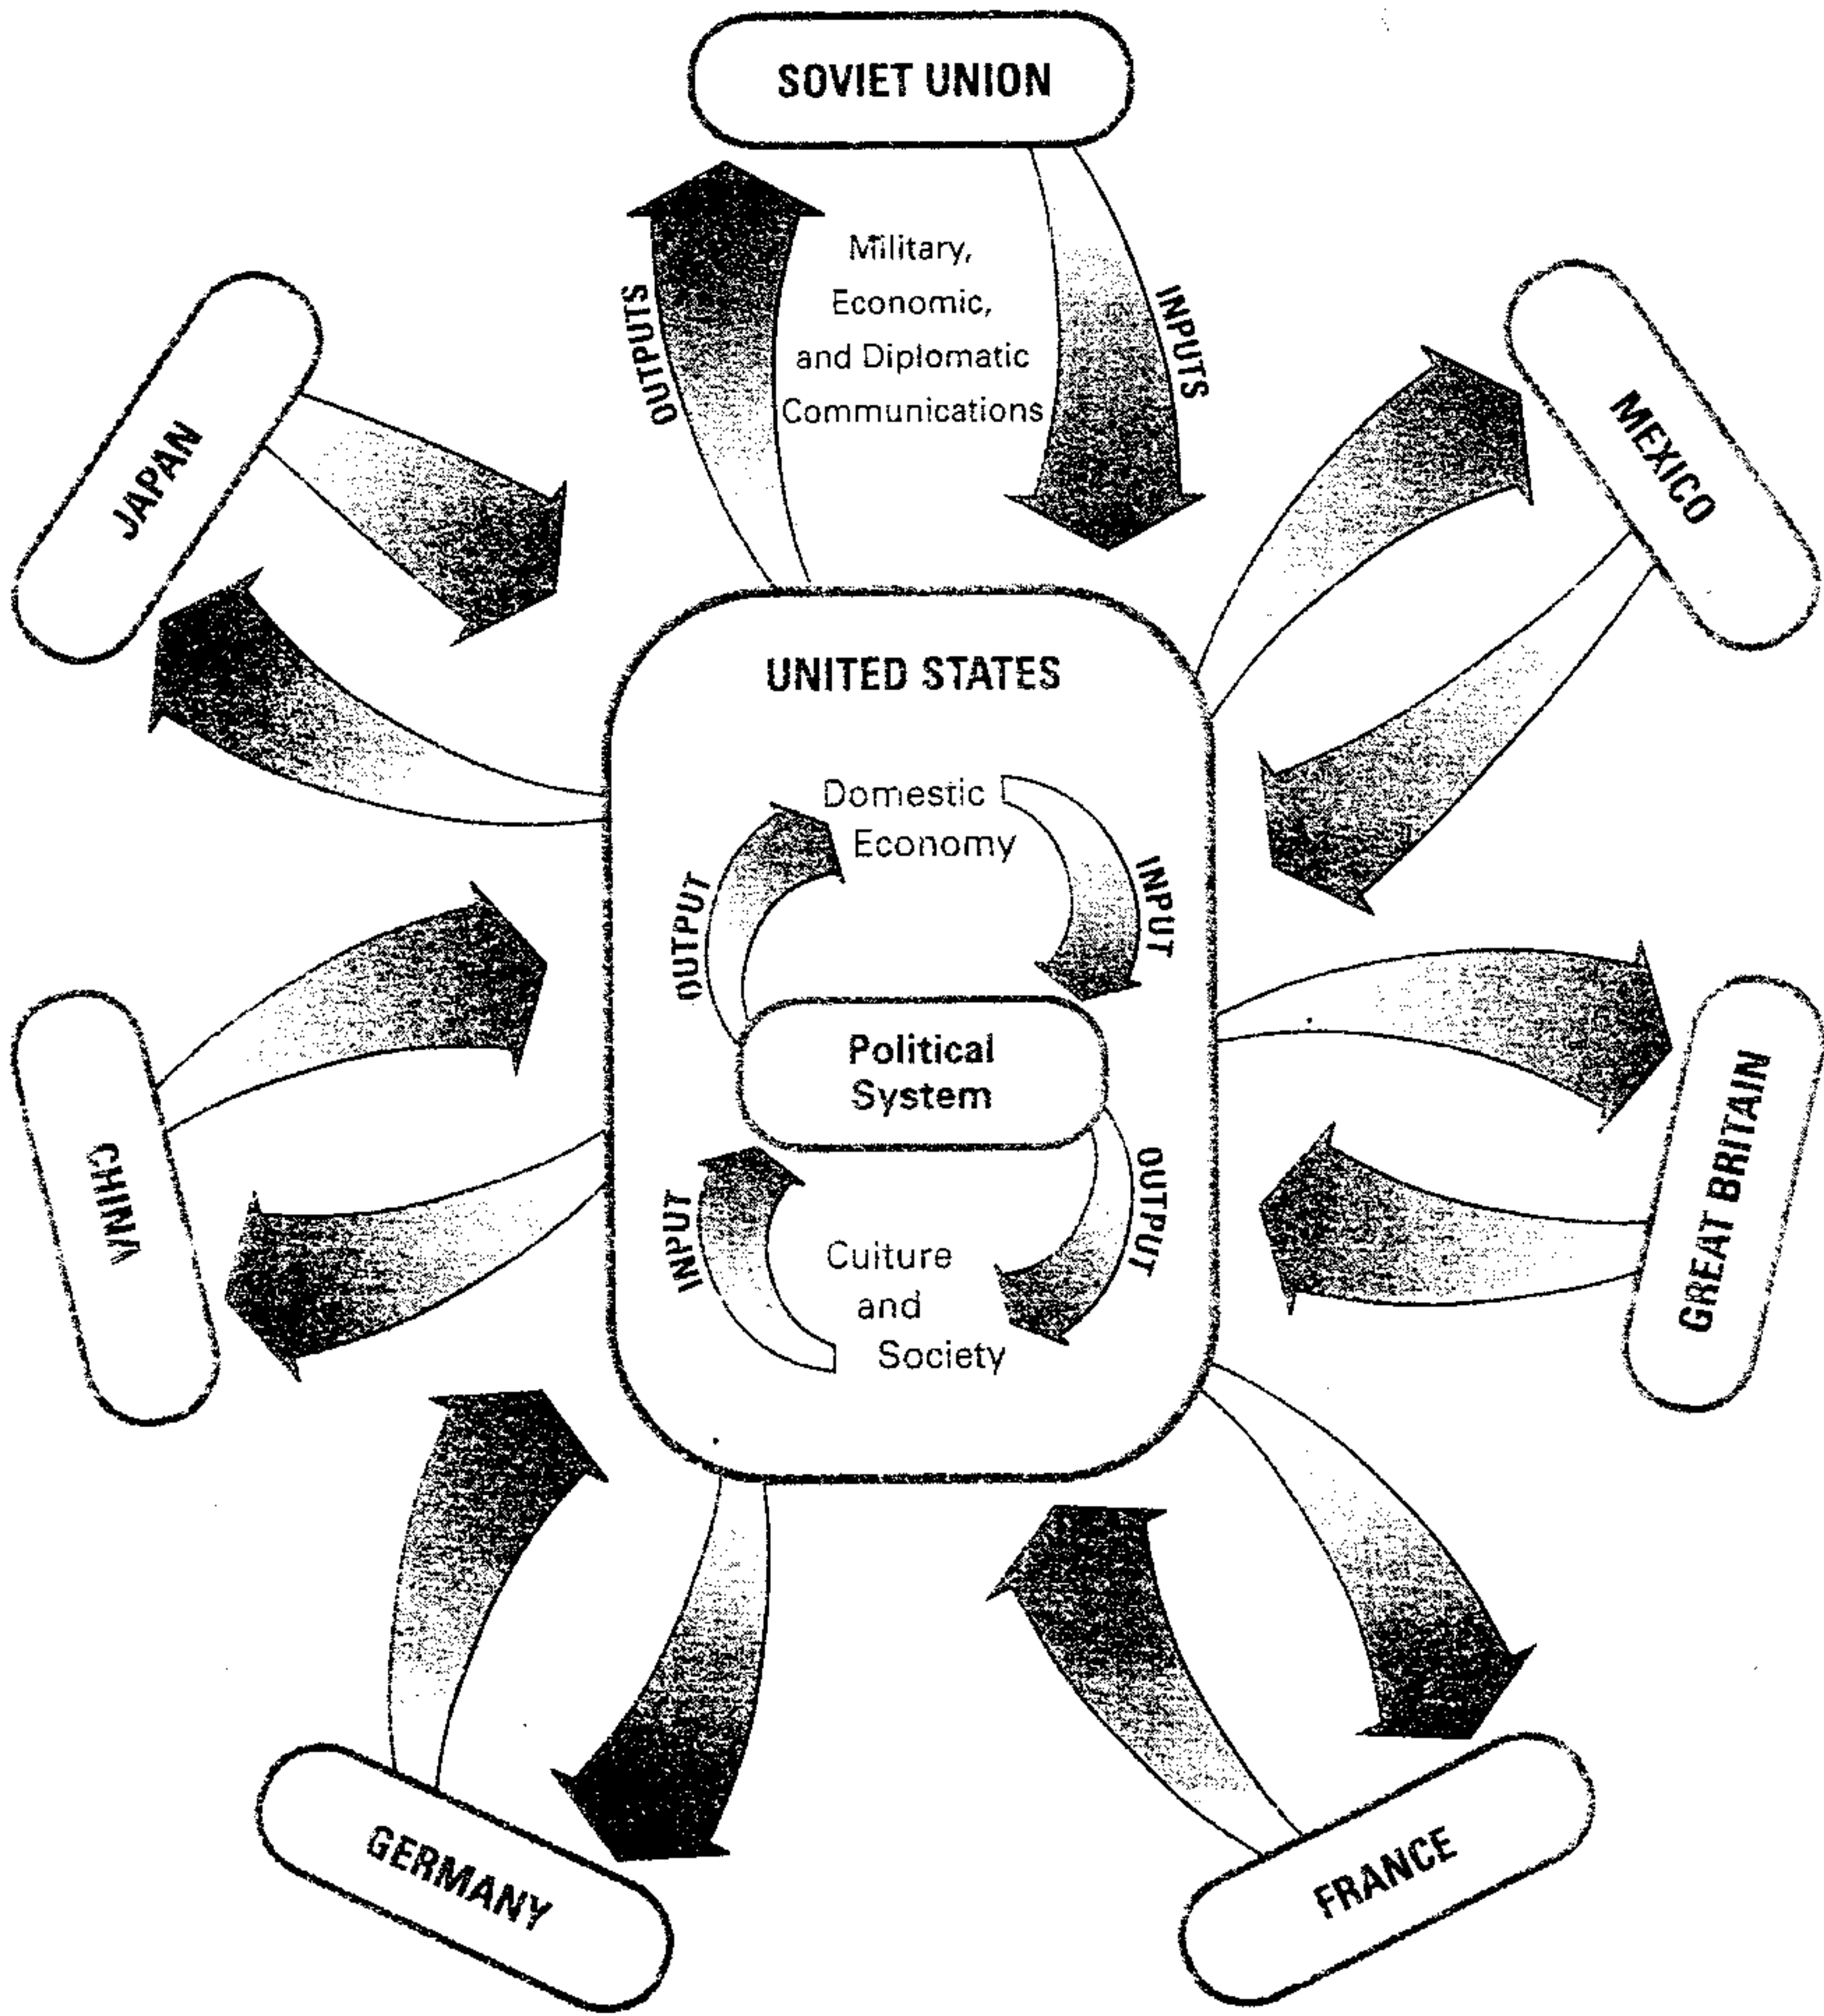 SOVIET UNION
OUTPUTS
Military,
Economic,
and Diplomatic
Communications
INPUTS
JAPAN
MEXICO
UNITED STATES
Domestic
Economy
OUTPUT
INPUT
Political
System
INPUT
OUTPUT
Culture
and
Society
CHINA
GREAT BRITAIN
GERMANY
FRANCE